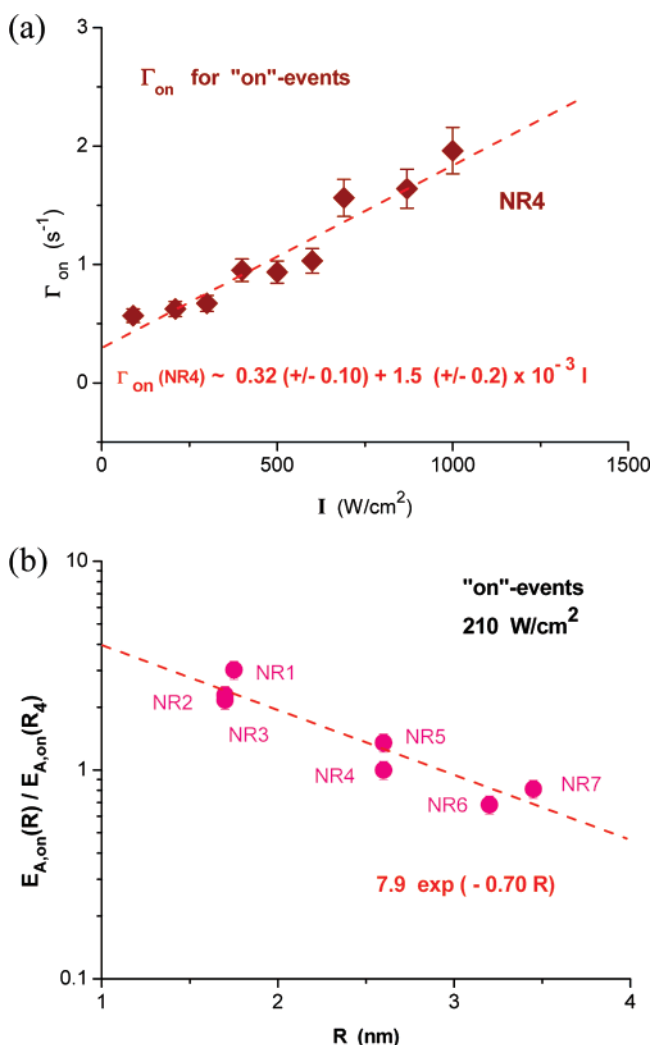 (a)
3
Γon for "on"-events
2
NR4
Γon (s⁻¹)
1
0
Γon (NR4) ~ 0.32 (+/- 0.10) + 1.5 (+/- 0.2) x 10⁻³ I
0 500 1000 1500
I (W/cm²)
(b)
10
"on"-events
210 W/cm²
NR1
NR2
NR3
NR5
NR4
NR6
NR7
1
E_A,on(R) / E_A,on(R₄)
7.9 exp ( - 0.70 R)
0.1
1 2 3 4
R (nm)